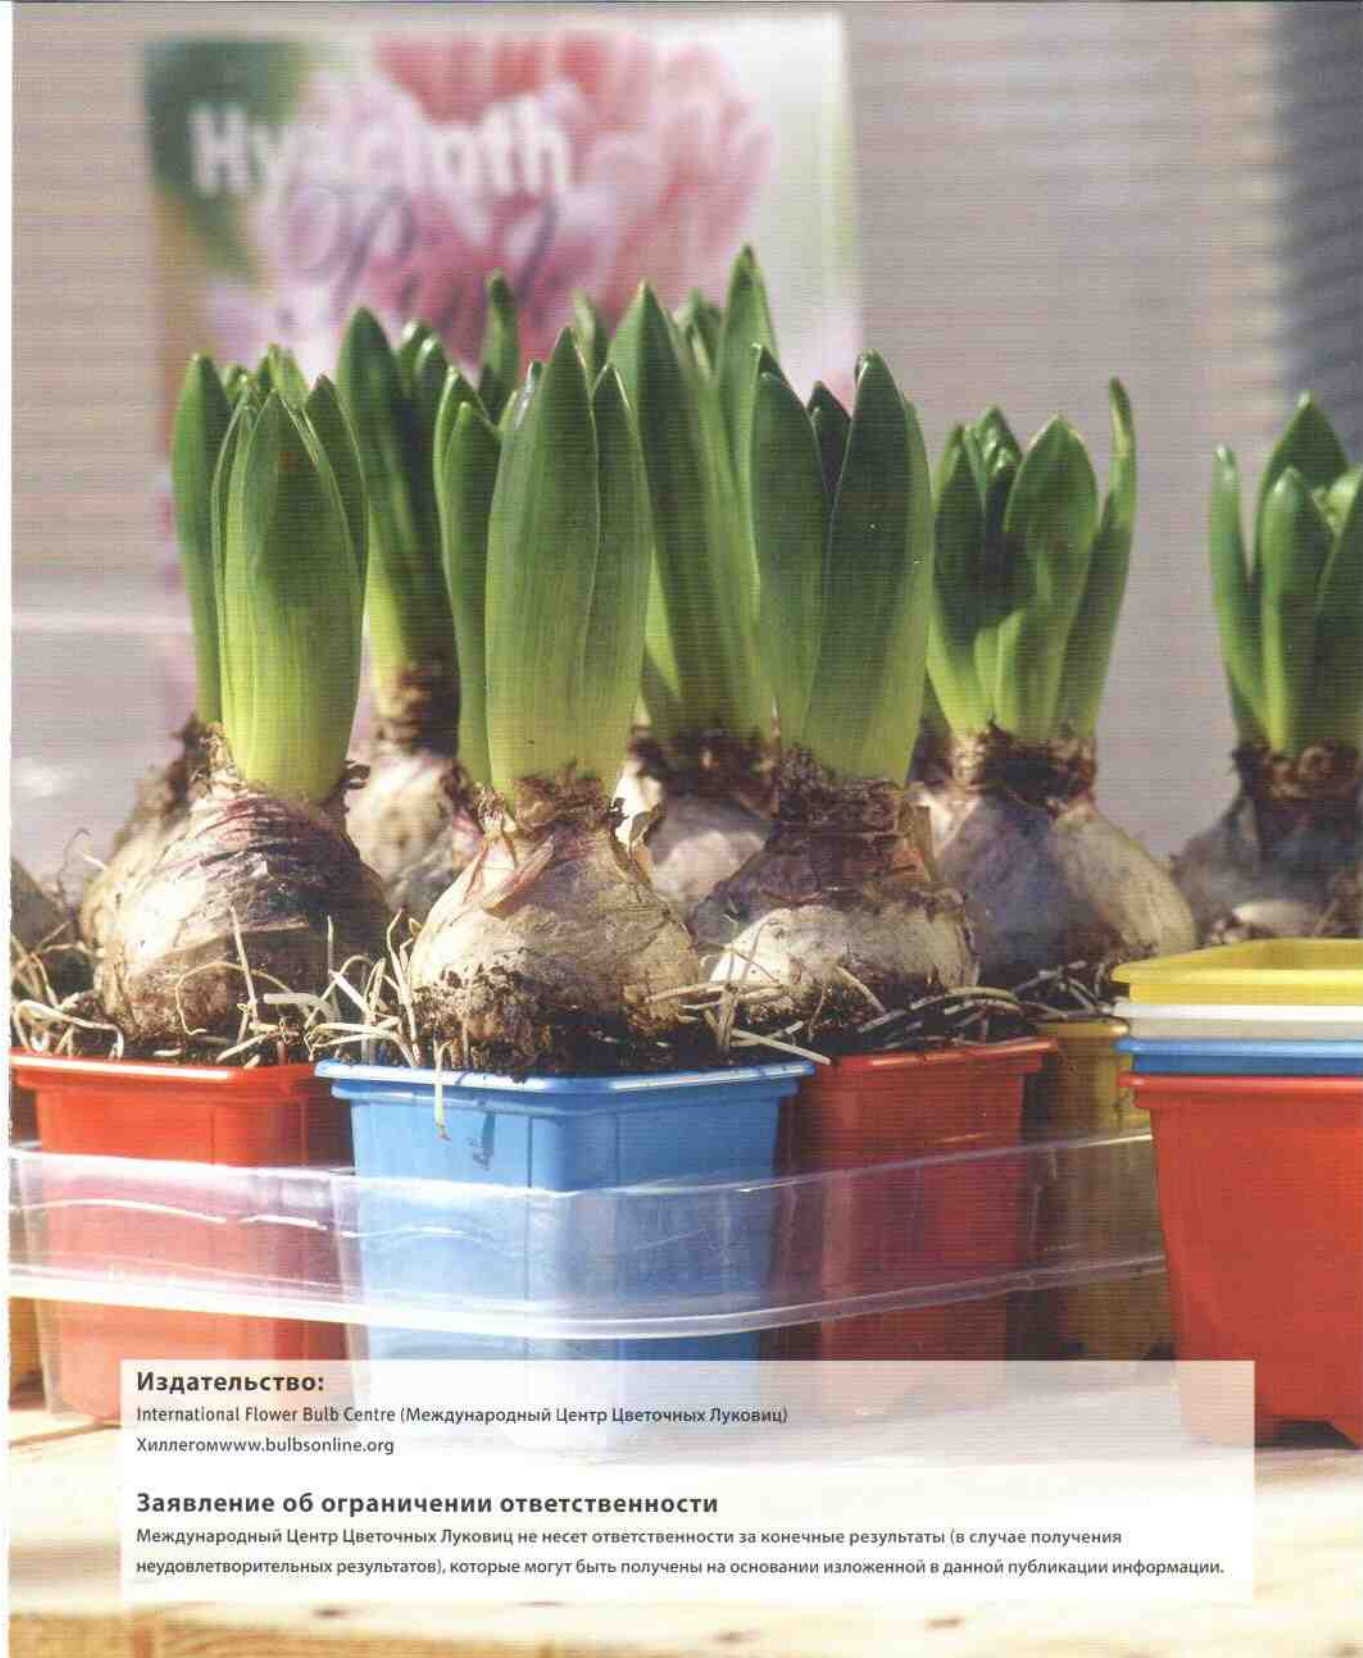 Hyacinth
Издательство:
International Flower Bulb Centre (Международный Центр Цветочных Луковиц)
Хиллегомwww.bulbsonline.org
Заявление об ограничении ответственности
Международный Центр Цветочных Луковиц не несет ответственности за конечные результаты (в случае получения
неудовлетворительных результатов), которые могут быть получены на основании изложенной в данной публикации информации.